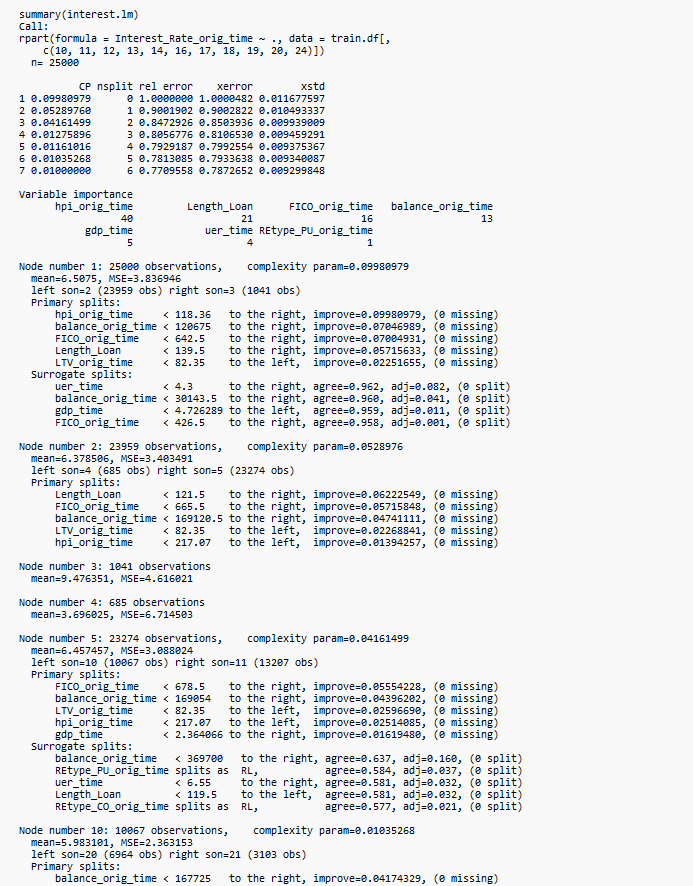 summary(interest.lm)
Call:
rpart(formula = Interest_Rate_orig_time ~ ., data = train.df[,
    c(10, 11, 12, 13, 14, 16, 17, 18, 19, 20, 24)])
  n= 25000

          CP nsplit rel error    xerror        xstd
1 0.09980979      0 1.0000000 1.0000482 0.011677597
2 0.05289760      1 0.9001902 0.9002822 0.010493337
3 0.04161499      2 0.8472926 0.8503936 0.009939009
4 0.01275896      3 0.8056776 0.8106530 0.009459291
5 0.01161016      4 0.7929187 0.7992554 0.009375367
6 0.01035268      5 0.7813085 0.7933638 0.009340087
7 0.01000000      6 0.7709558 0.7872652 0.009299848

Variable importance
      hpi_orig_time         Length_Loan      FICO_orig_time   balance_orig_time
                 40                  21                  16                  13
           gdp_time            uer_time REtype_PU_orig_time
                  5                   4                   1

Node number 1: 25000 observations,    complexity param=0.09980979
  mean=6.5075, MSE=3.836946
  left son=2 (23959 obs) right son=3 (1041 obs)
  Primary splits:
      hpi_orig_time     < 118.36   to the right, improve=0.09980979, (0 missing)
      balance_orig_time < 120675   to the right, improve=0.07046989, (0 missing)
      FICO_orig_time    < 642.5    to the right, improve=0.07004931, (0 missing)
      Length_Loan       < 139.5    to the right, improve=0.05715633, (0 missing)
      LTV_orig_time     < 82.35    to the left,  improve=0.02251655, (0 missing)
  Surrogate splits:
      uer_time          < 4.3      to the right, agree=0.962, adj=0.082, (0 split)
      balance_orig_time < 30143.5  to the right, agree=0.960, adj=0.041, (0 split)
      gdp_time          < 4.726289 to the left,  agree=0.959, adj=0.011, (0 split)
      FICO_orig_time    < 426.5    to the right, agree=0.958, adj=0.001, (0 split)

Node number 2: 23959 observations,    complexity param=0.0528976
  mean=6.378506, MSE=3.403491
  left son=4 (685 obs) right son=5 (23274 obs)
  Primary splits:
      Length_Loan       < 121.5    to the right, improve=0.06222549, (0 missing)
      FICO_orig_time    < 665.5    to the right, improve=0.05715848, (0 missing)
      balance_orig_time < 169120.5 to the right, improve=0.04741111, (0 missing)
      LTV_orig_time     < 82.35    to the left,  improve=0.02268841, (0 missing)
      hpi_orig_time     < 217.07   to the left,  improve=0.01394257, (0 missing)

Node number 3: 1041 observations
  mean=9.476351, MSE=4.616021

Node number 4: 685 observations
  mean=3.696025, MSE=6.714503

Node number 5: 23274 observations,    complexity param=0.04161499
  mean=6.457457, MSE=3.088024
  left son=10 (10067 obs) right son=11 (13207 obs)
  Primary splits:
      FICO_orig_time    < 678.5    to the right, improve=0.05554228, (0 missing)
      balance_orig_time < 169054   to the right, improve=0.04396202, (0 missing)
      LTV_orig_time     < 82.35    to the left,  improve=0.02596690, (0 missing)
      hpi_orig_time     < 217.07   to the left,  improve=0.02514085, (0 missing)
      gdp_time          < 2.364066 to the right, improve=0.01619480, (0 missing)
  Surrogate splits:
      balance_orig_time   < 369700   to the right, agree=0.637, adj=0.160, (0 split)
      REtype_PU_orig_time splits as  RL,           agree=0.584, adj=0.037, (0 split)
      uer_time            < 6.55     to the right, agree=0.581, adj=0.032, (0 split)
      Length_Loan         < 119.5    to the left,  agree=0.581, adj=0.032, (0 split)
      REtype_CO_orig_time splits as  RL,           agree=0.577, adj=0.021, (0 split)

Node number 10: 10067 observations,    complexity param=0.01035268
  mean=5.983101, MSE=2.363153
  left son=20 (6964 obs) right son=21 (3103 obs)
  Primary splits:
      balance_orig_time < 167725   to the right, improve=0.04174329, (0 missing)